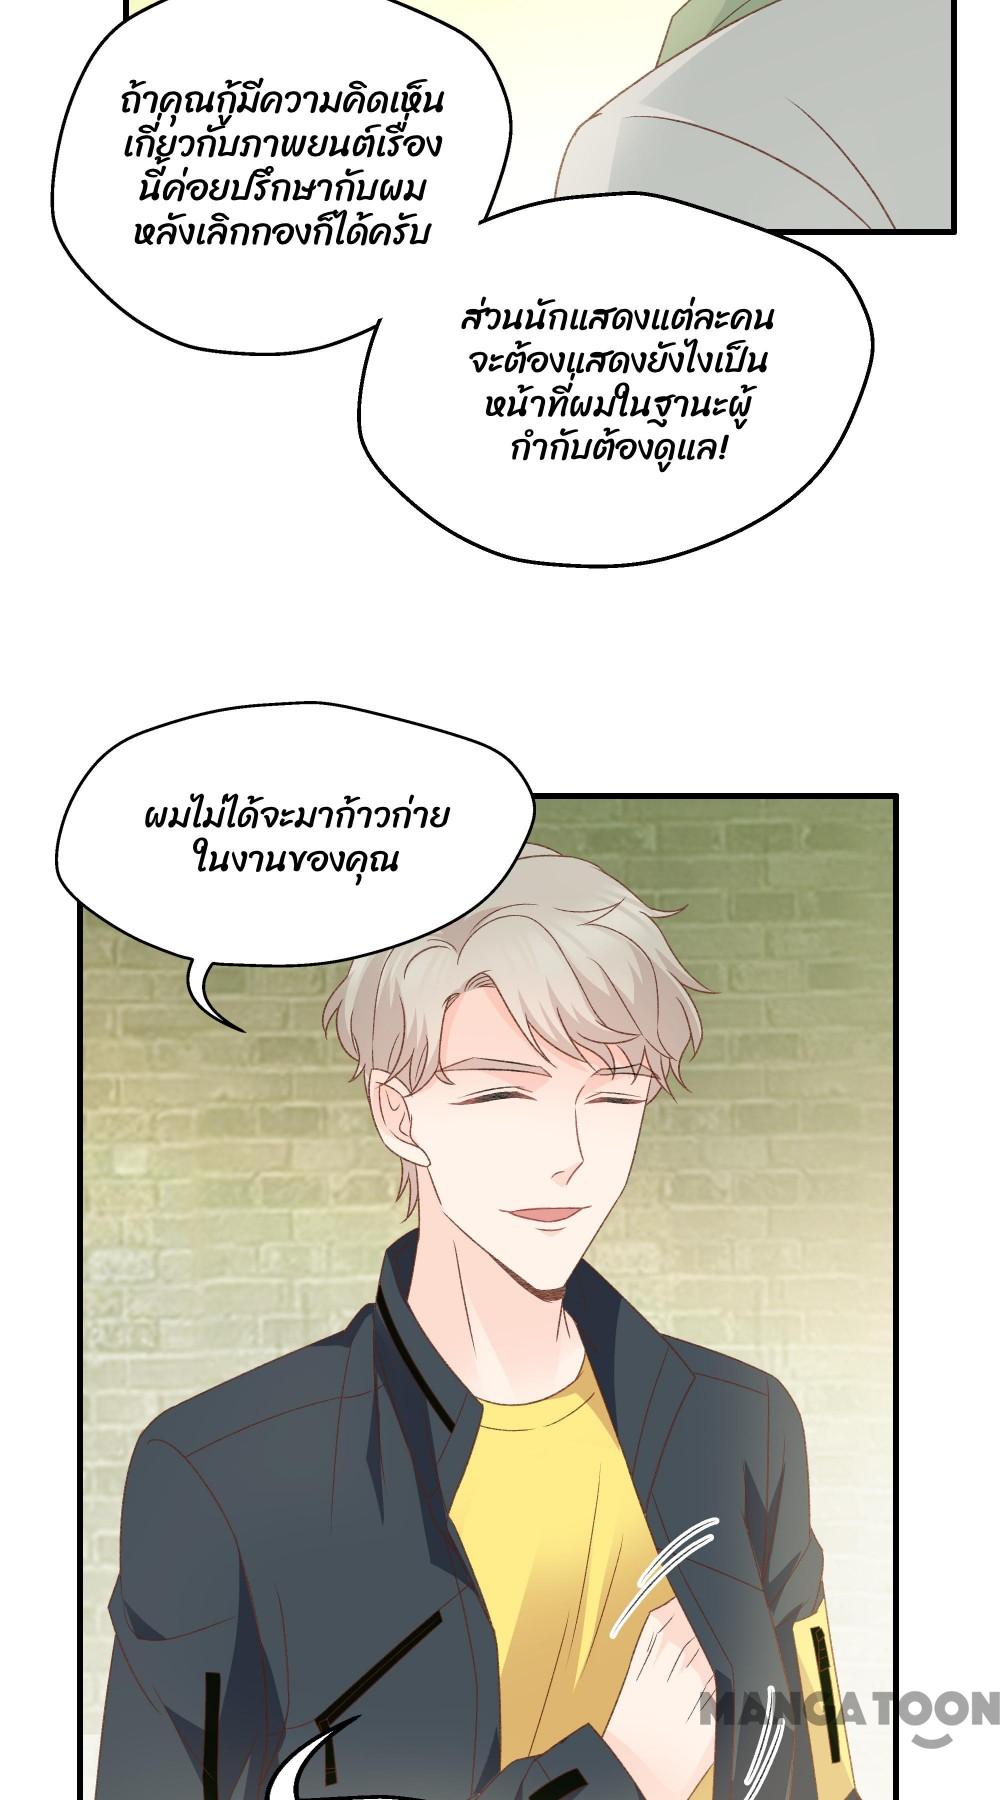 ถ้าคุณกู้มีความคิดเห็น
เกี่ยวกับภาพยนต์เรื่อง
นี้ค่อยปรึกษากับผม
หลังเลิกกองก็ได้ครับ
ส่วนนักแสดงแต่ละคน
จะต้องแสดงยังไงเป็น
หน้าที่ผมในฐานะผู้
กำกับต้องดูแล!
ผมไม่ได้จะมาก้าวก่าย
ในงานของคุณ
MANGATOON